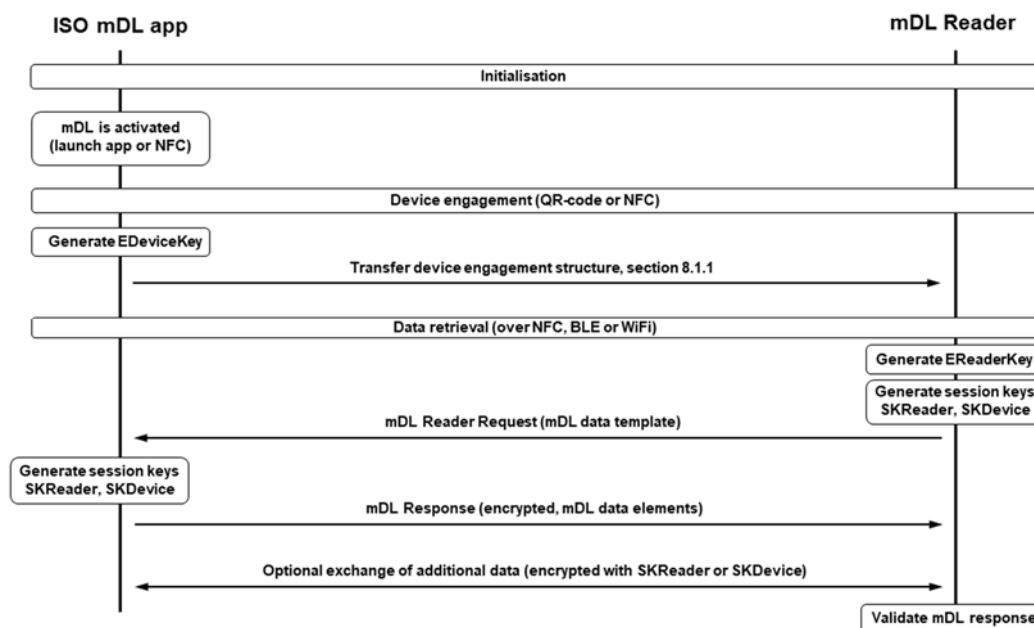 ISO mDL app
mDL Reader
Initialisation
mDL is activated
(launch app or NFC)
Device engagement (QR-code or NFC)
Generate EDeviceKey
Transfer device engagement structure, section 8.1.1
Data retrieval (over NFC, BLE or WiFi)
Generate EReaderKey
Generate session keys
SKReader, SKDevice
mDL Reader Request (mDL data template)
Generate session keys
SKReader, SKDevice
mDL Response (encrypted, mDL data elements)
Optional exchange of additional data (encrypted with SKReader or SKDevice)
Validate mDL response